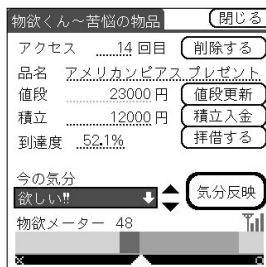 物欲くん～苦悩の物品 閉じる
アクセス 14 回目 削除する
品名 アメリカンピアス プレゼント
値段 23000 円 値段更新
積立 12000 円 積立入金
到達度 52.1% 拝借する
今の気分
欲しい!! 気分反映
物欲メーター 48
× ○